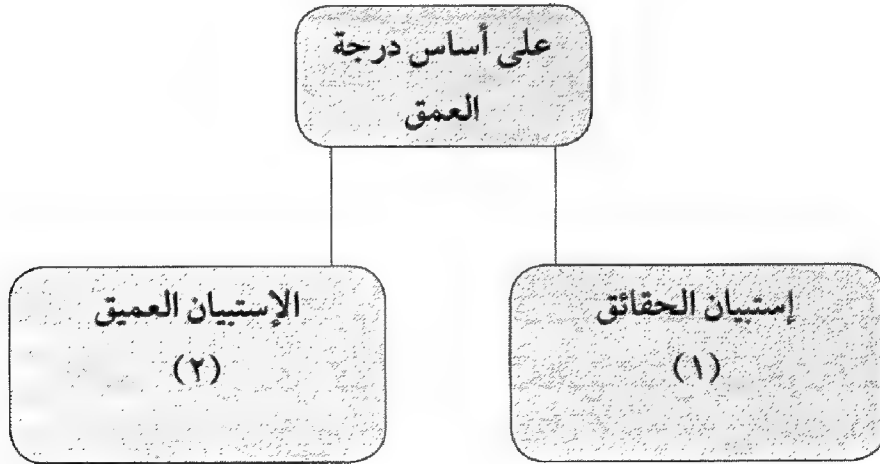 على أساس درجة
العمق
إستبيان الحقائق
(١)
الإستبيان العميق
(٢)